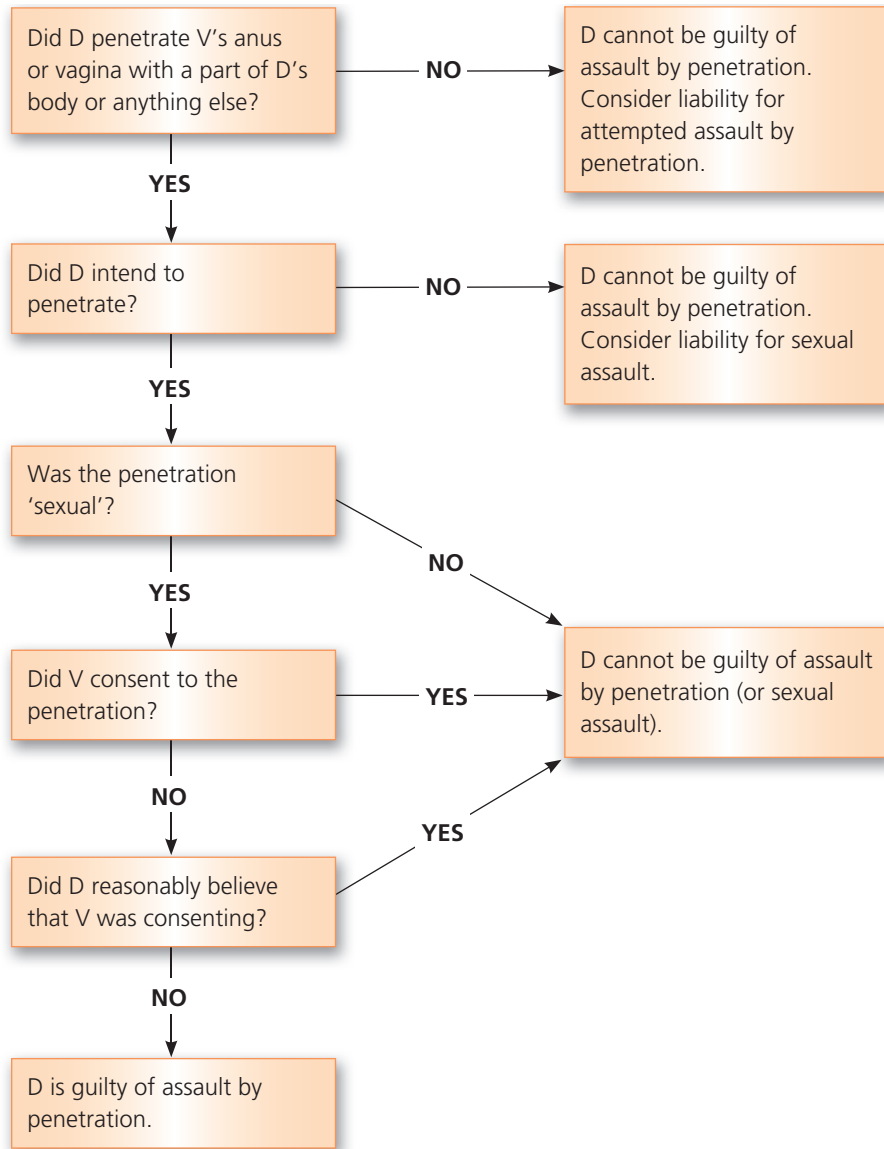 Did D penetrate V’s anus
or vagina with a part of D’s
body or anything else?
NO
D cannot be guilty of
assault by penetration.
Consider liability for
attempted assault by
penetration.
YES
Did D intend to
penetrate?
NO
D cannot be guilty of
assault by penetration.
Consider liability for sexual
assault.
YES
Was the penetration
‘sexual’?
NO
YES
Did V consent to the
penetration?
YES
D cannot be guilty of assault
by penetration (or sexual
assault).
NO
YES
Did D reasonably believe
that V was consenting?
NO
D is guilty of assault by
penetration.